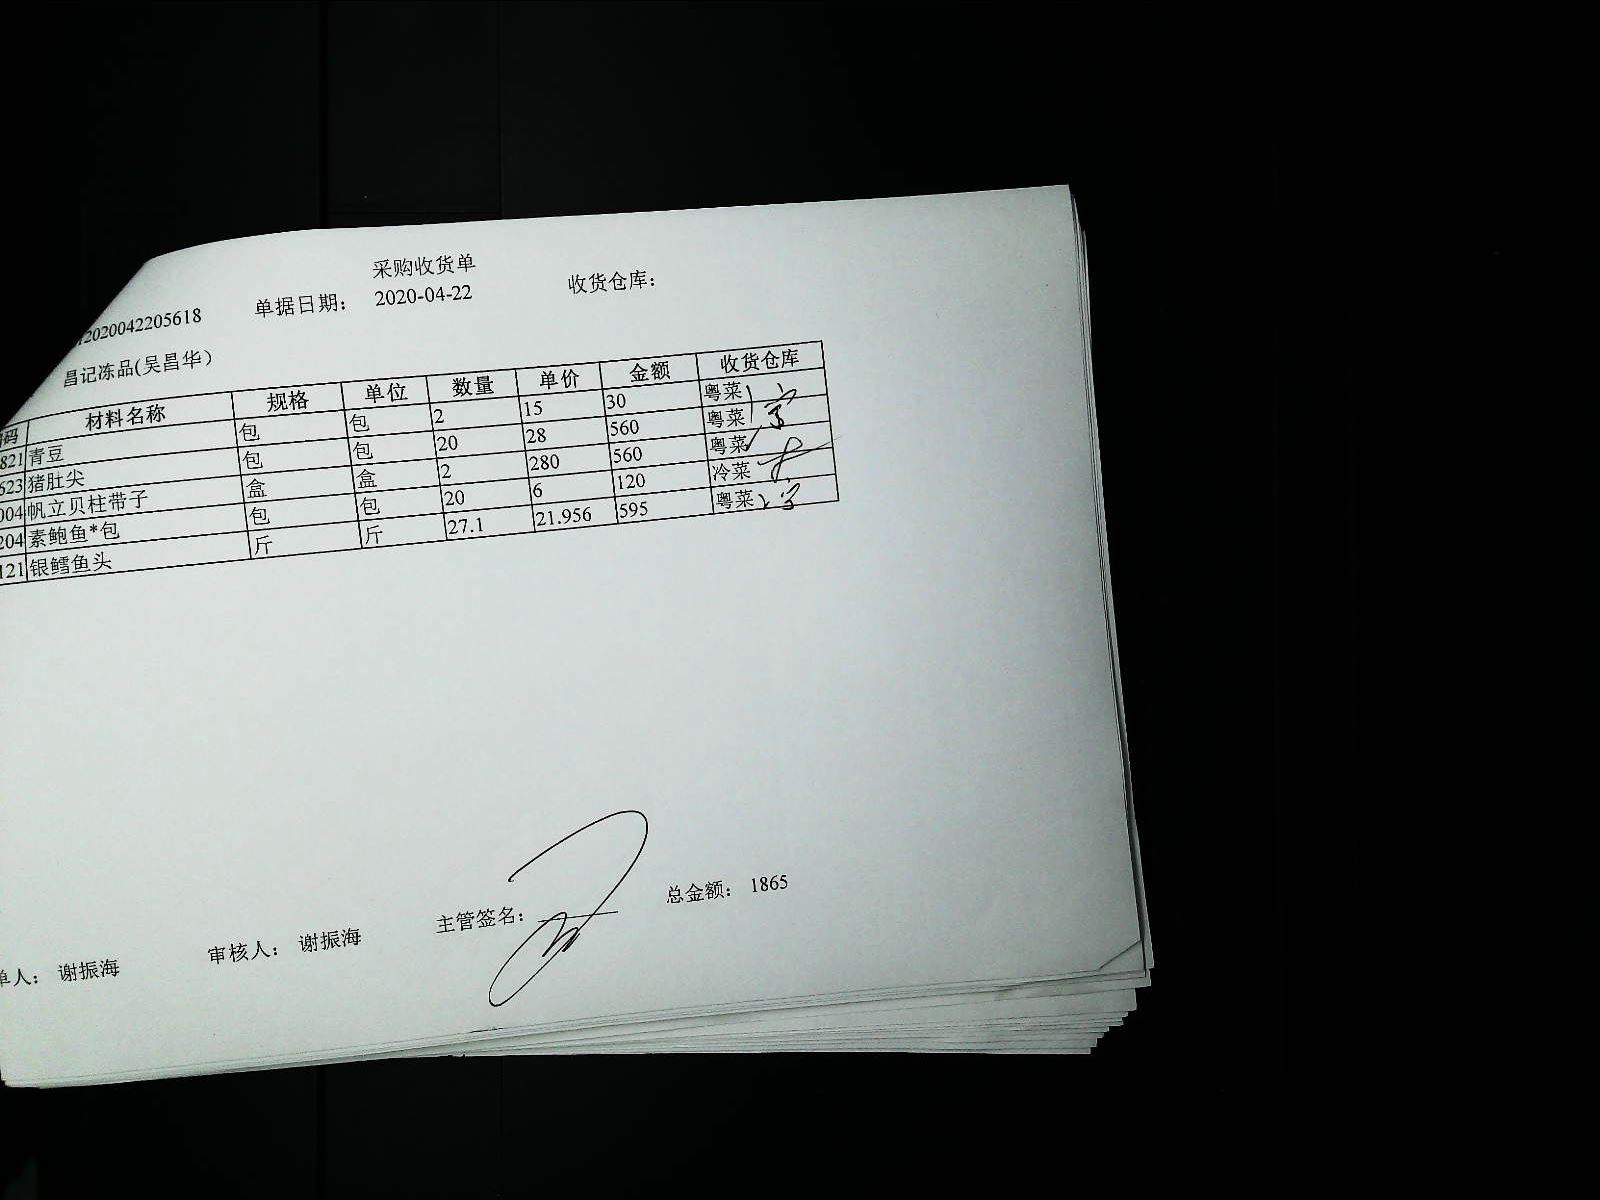 采购收货单
2020042205618 单据日期： 2020-04-22 收货仓库：
昌记冻品(吴昌华）
码 材料名称 规格 单位 数量 单价 金额 收货仓库
821 青豆 包 包 2 15 30 粤菜
623 猪肚尖 包 包 20 28 560 粤菜
004 帆立贝柱带子 盒 盒 2 280 560 粤菜
204 素鲍鱼*包 包 包 20 6 120 冷菜
121 银鳕鱼头 斤 斤 27.1 21.956 595 粤菜
单人： 谢振海 审核人： 谢振海 主管签名： 总金额： 1865